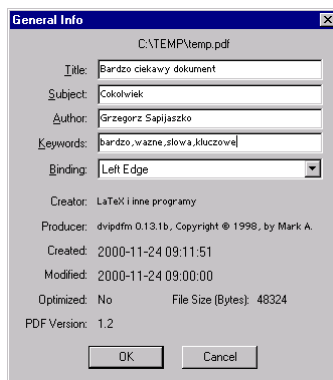 General Info
C:\TEMP\temp.pdf
Title: Bardzo ciekawy dokument
Subject: Cokolwiek
Author: Grzegorz Sapijaszko
Keywords: bardzo,wazne,slowa,kluczowe
Binding: Left Edge
Creator: LaTeX i inne programy
Producer: dvipdfm 0.13.1b, Copyright © 1998, by Mark A.
Created: 2000-11-24 09:11:51
Modified: 2000-11-24 09:00:00
Optimized: No File Size (Bytes): 48324
PDF Version: 1.2
OK Cancel